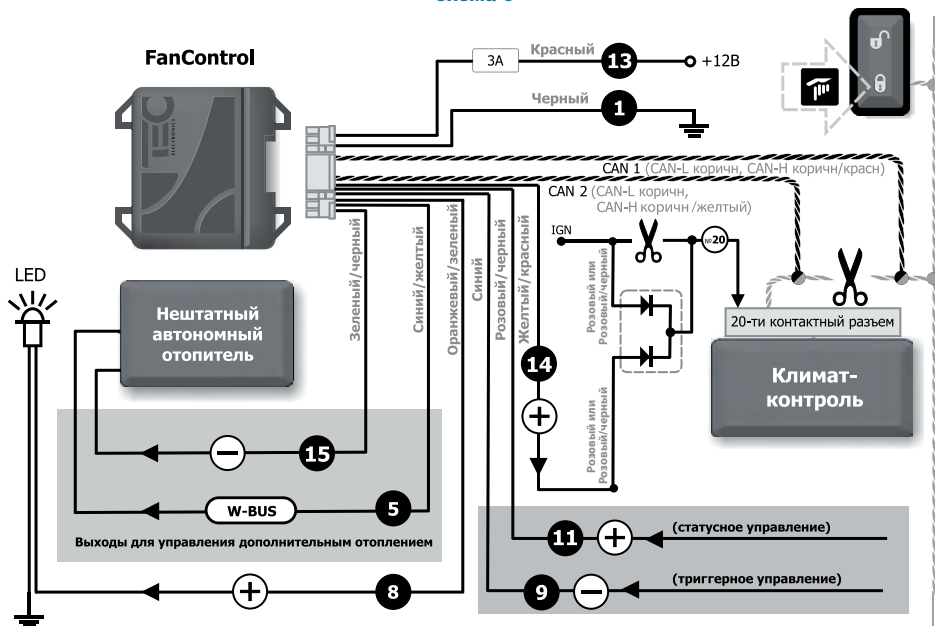 FanControl
3А
Красный
13
+12В
Черный
1
TEC
ELECTRONICS
CAN 1 (CAN-L коричн, CAN-H коричн/красн)
CAN 2 (CAN-L коричн,
CAN-H коричн /желтый)
IGN
№20
LED
Нештатный
автономный
отопитель
Зеленый/черный
Синий/желтый
Оранжевый/зеленый
Синий
Розовый/черный
Желтый/красный
Розовый или
Розовый/черный
Розовый или
Розовый/черный
20-ти контактный разъем
Климат-
контроль
14
15
W-BUS
5
Выходы для управления дополнительным отоплением
8
11
(статусное управление)
9
(триггерное управление)